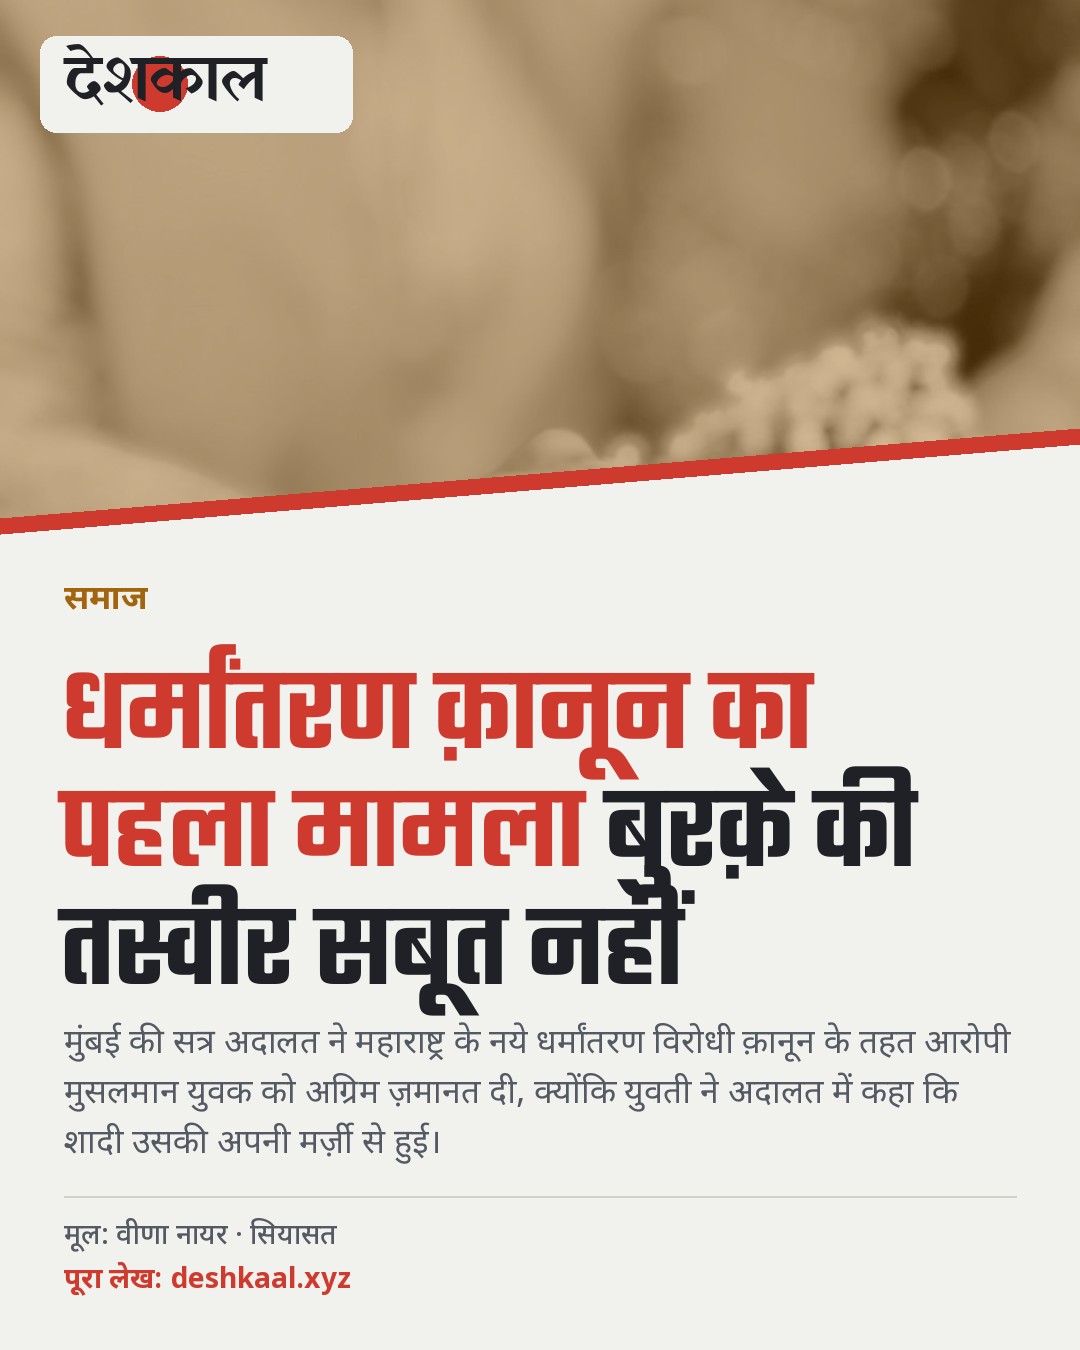 देशकाल
समाज
धर्मांतरण क़ानून का
पहला मामला बुरक़े की
तस्वीर सबूत नहीं
मुंबई की सत्र अदालत ने महाराष्ट्र के नये धर्मांतरण विरोधी क़ानून के तहत आरोपी
मुसलमान युवक को अग्रिम ज़मानत दी, क्योंकि युवती ने अदालत में कहा कि
शादी उसकी अपनी मर्ज़ी से हुई।
मूल: वीणा नायर · सियासत
पूरा लेख: deshkaal.xyz